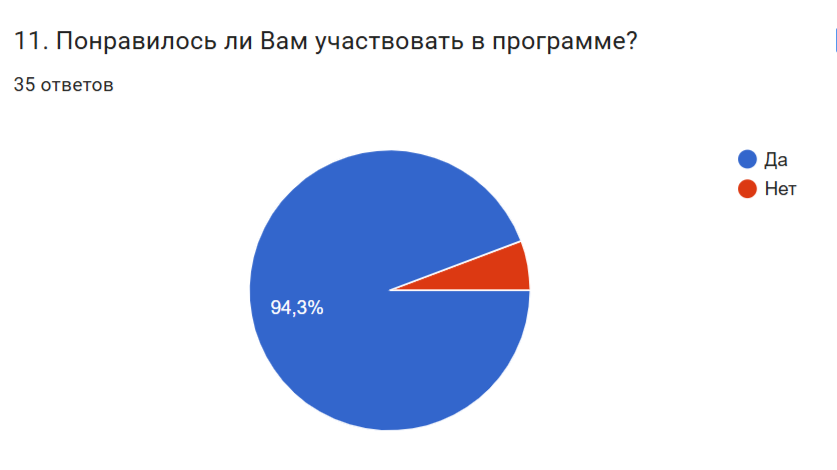 11. Понравилось ли Вам участвовать в программе?
35 ответов
Да
Нет
94,3%